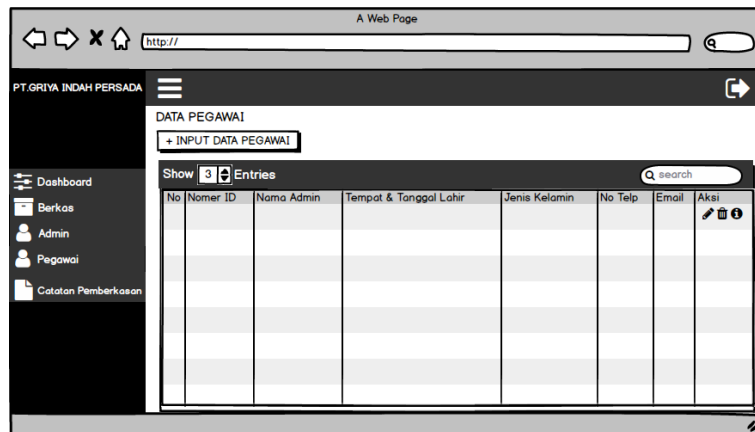 A Web Page
http://
PT.GRIYA INDAH PERSADA
DATA PEGAWAI
+ INPUT DATA PEGAWAI
Show 3 Entries
search
Dashboard
Berkas
Admin
Pegawai
Catatan Pemberkasan
No Nomer ID Nama Admin Tempat & Tanggal Lahir Jenis Kelamin No Telp Email Aksi